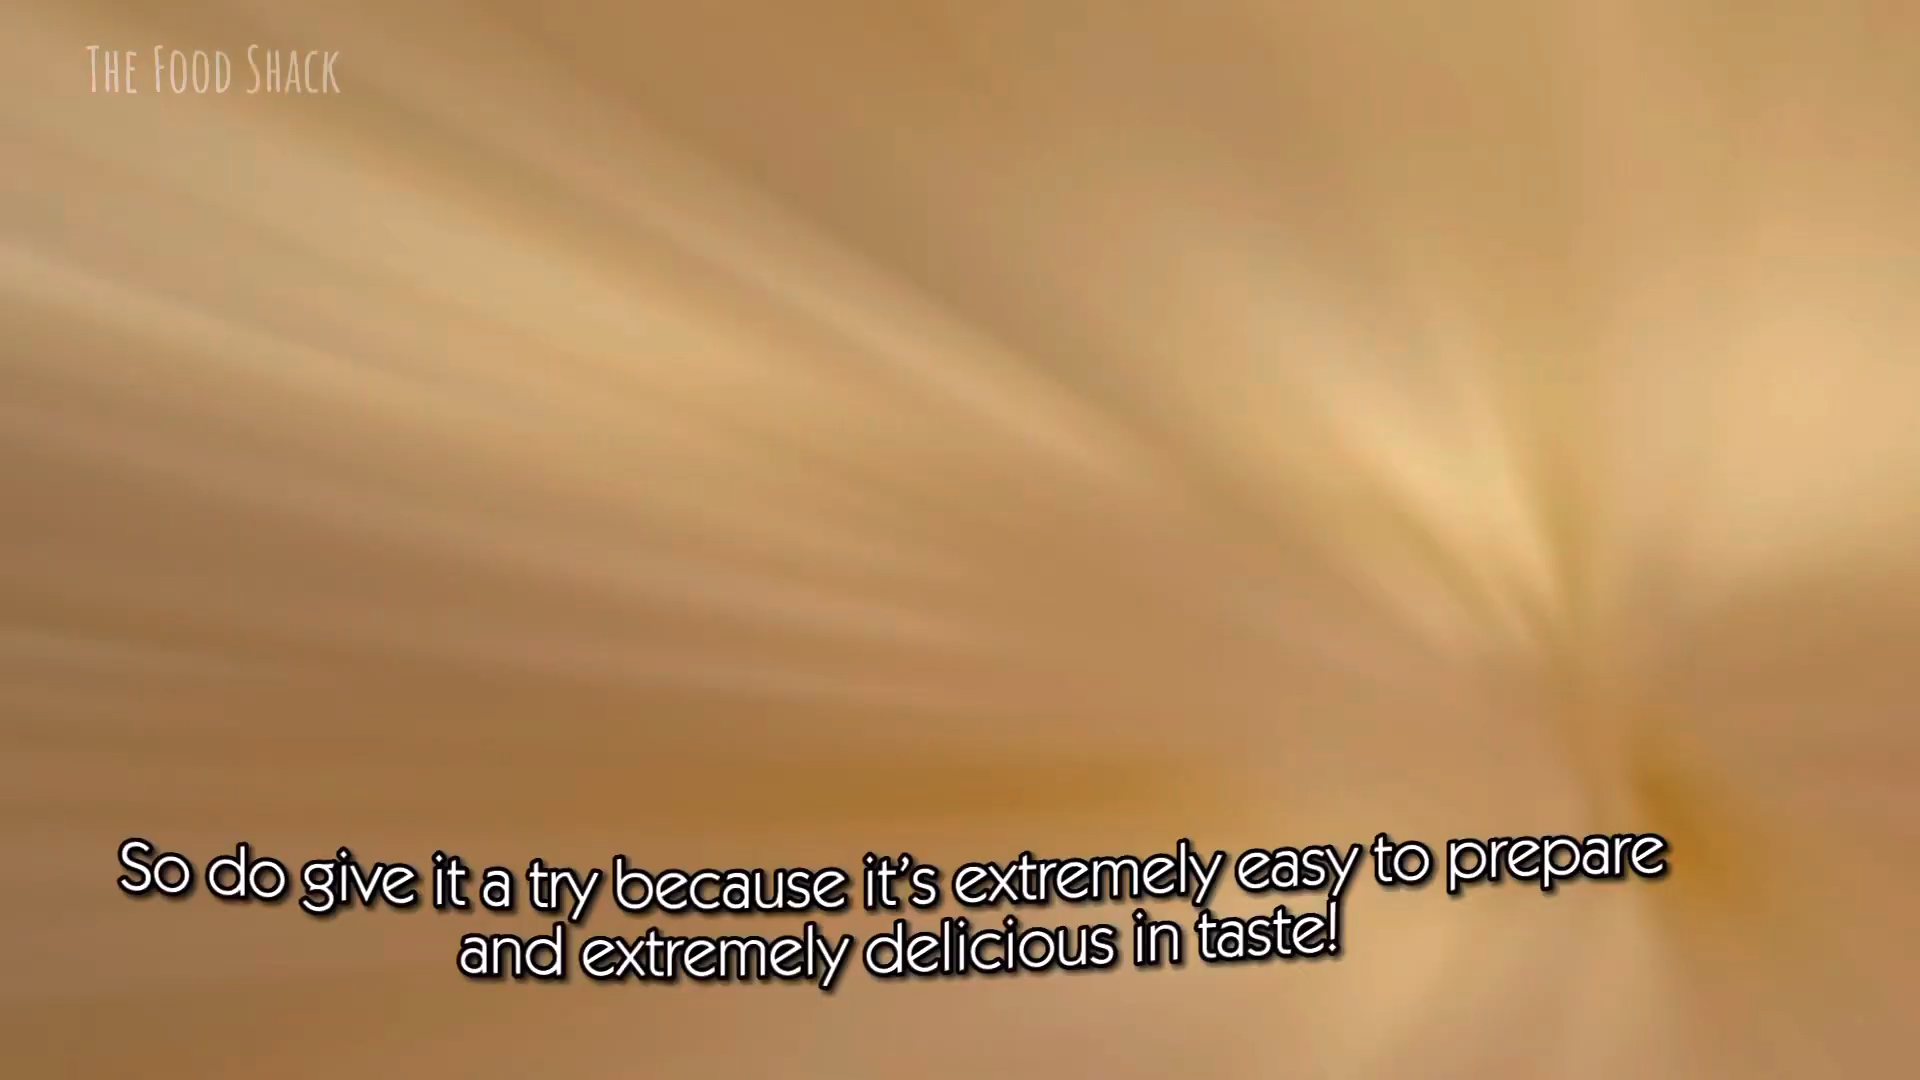 The Food Shack
So do give it a try because it's extremely easy to prepare
and extremely delicious in taste!